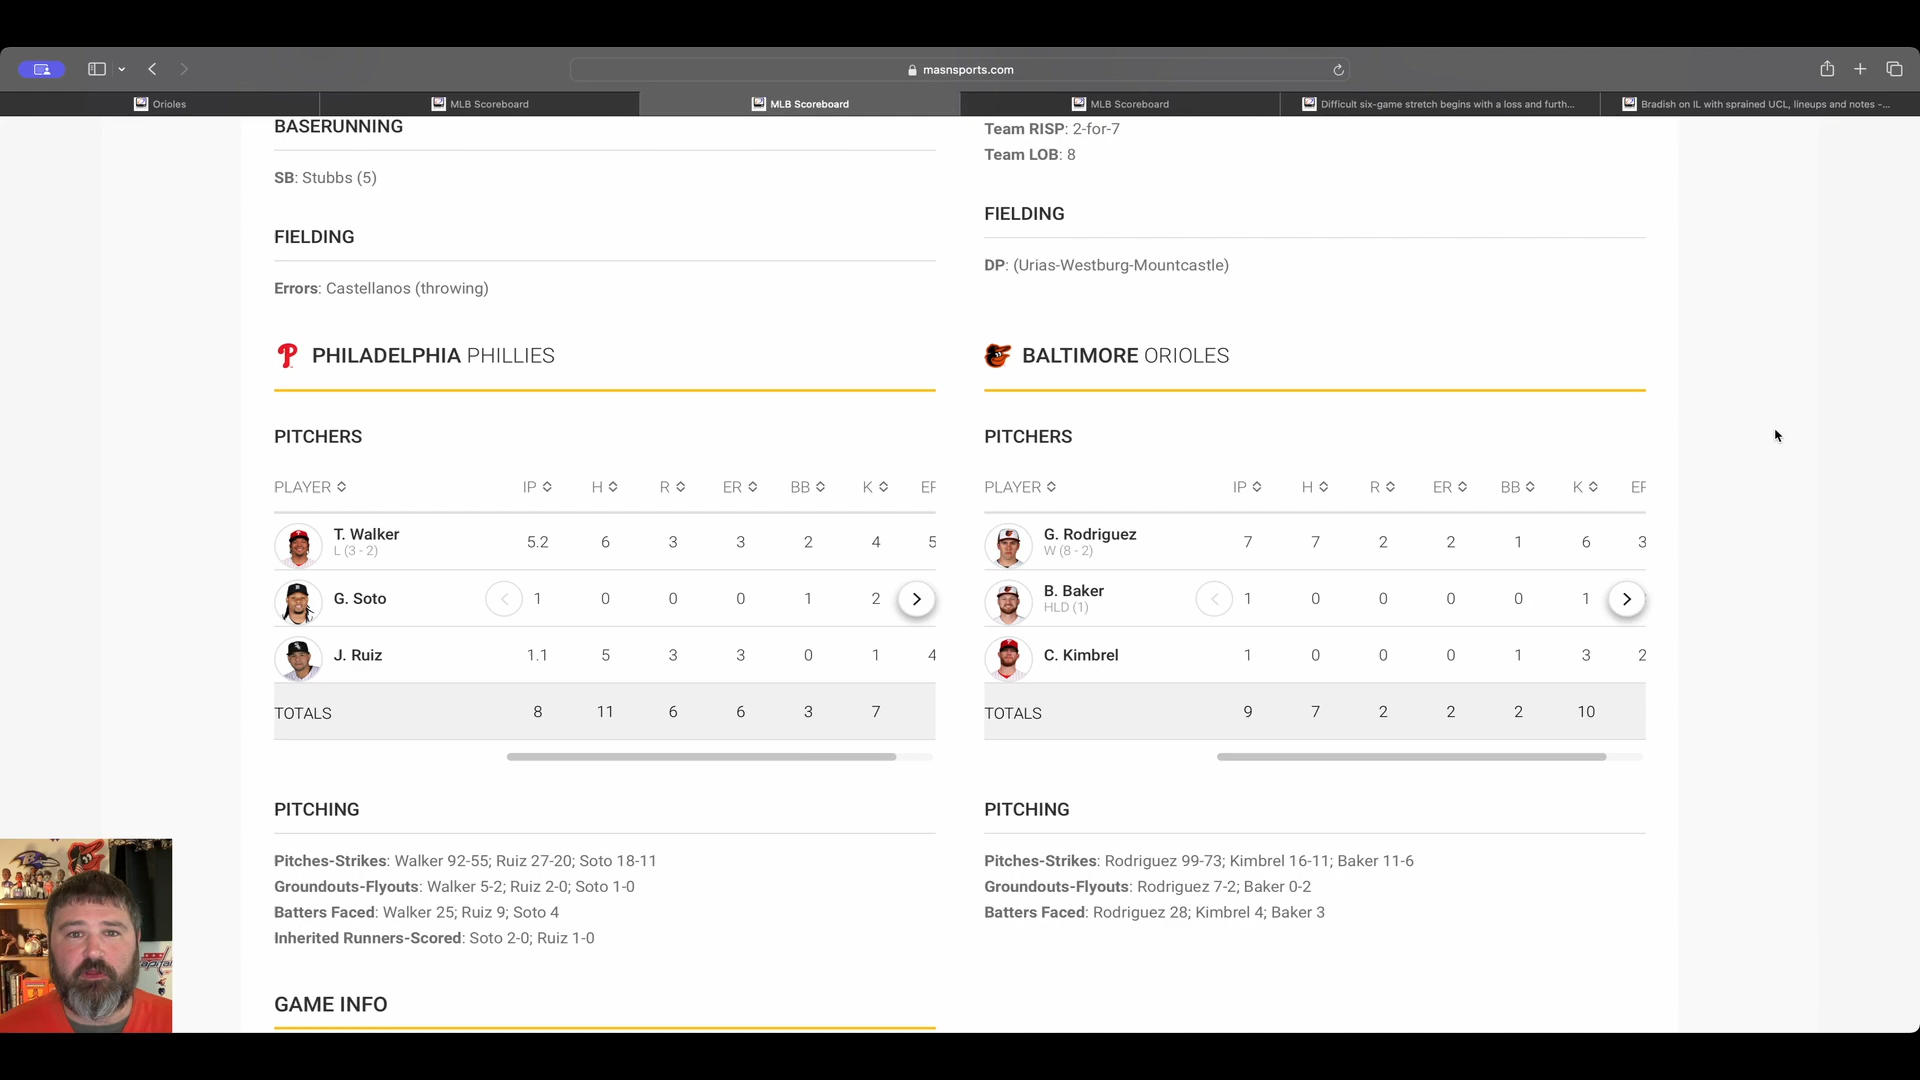 masnsports.com
Orioles
MLB Scoreboard
MLB Scoreboard
MLB Scoreboard
Difficult six-game stretch begins with a loss and furth...
Bradish on IL with sprained UCL, lineups and notes -...
BASERUNNING
SB: Stubbs (5)
FIELDING
Errors: Castellanos (throwing)
Team RISP: 2-for-7
Team LOB: 8
FIELDING
DP: (Urias-Westburg-Mountcastle)
PHILADELPHIA PHILLIES
PITCHERS
PLAYER IP H R ER BB K EF
T. Walker 5.2 6 3 3 2 4 5
L (3 - 2)
G. Soto 1 0 0 0 1 2
J. Ruiz 1.1 5 3 3 0 1 4
TOTALS 8 11 6 6 3 7
PITCHING
Pitches-Strikes: Walker 92-55; Ruiz 27-20; Soto 18-11
Groundouts-Flyouts: Walker 5-2; Ruiz 2-0; Soto 1-0
Batters Faced: Walker 25; Ruiz 9; Soto 4
Inherited Runners-Scored: Soto 2-0; Ruiz 1-0
GAME INFO
BALTIMORE ORIOLES
PITCHERS
PLAYER IP H R ER BB K EF
G. Rodriguez 7 7 2 2 1 6 3
W (8 - 2)
B. Baker 1 0 0 0 0 1
HLD (1)
C. Kimbrel 1 0 0 0 1 3 2
TOTALS 9 7 2 2 2 10
PITCHING
Pitches-Strikes: Rodriguez 99-73; Kimbrel 16-11; Baker 11-6
Groundouts-Flyouts: Rodriguez 7-2; Baker 0-2
Batters Faced: Rodriguez 28; Kimbrel 4; Baker 3